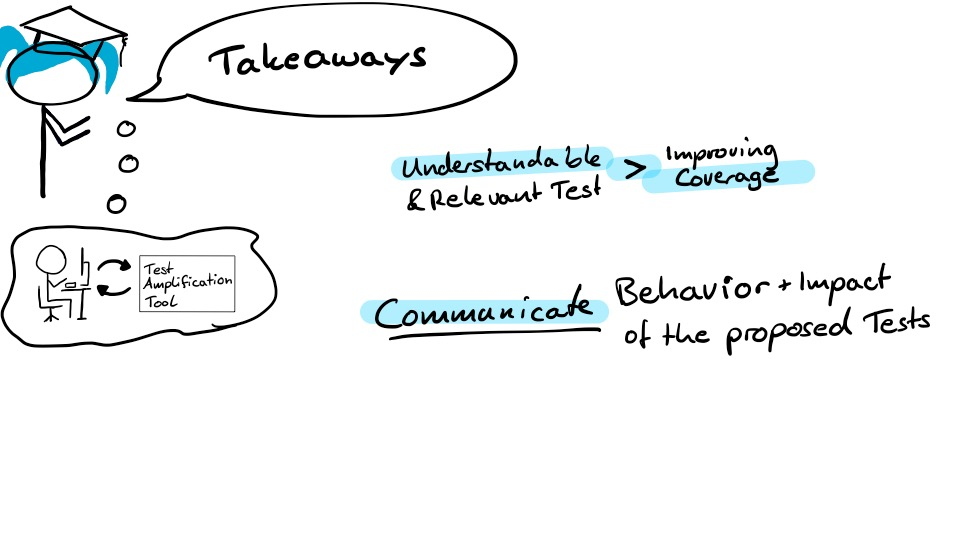 Takeaways
Understandable
& Relevant Test
>
Improving
Coverage
Test
Amplification
Tool
Communicate
Behavior + Impact
of the proposed Tests